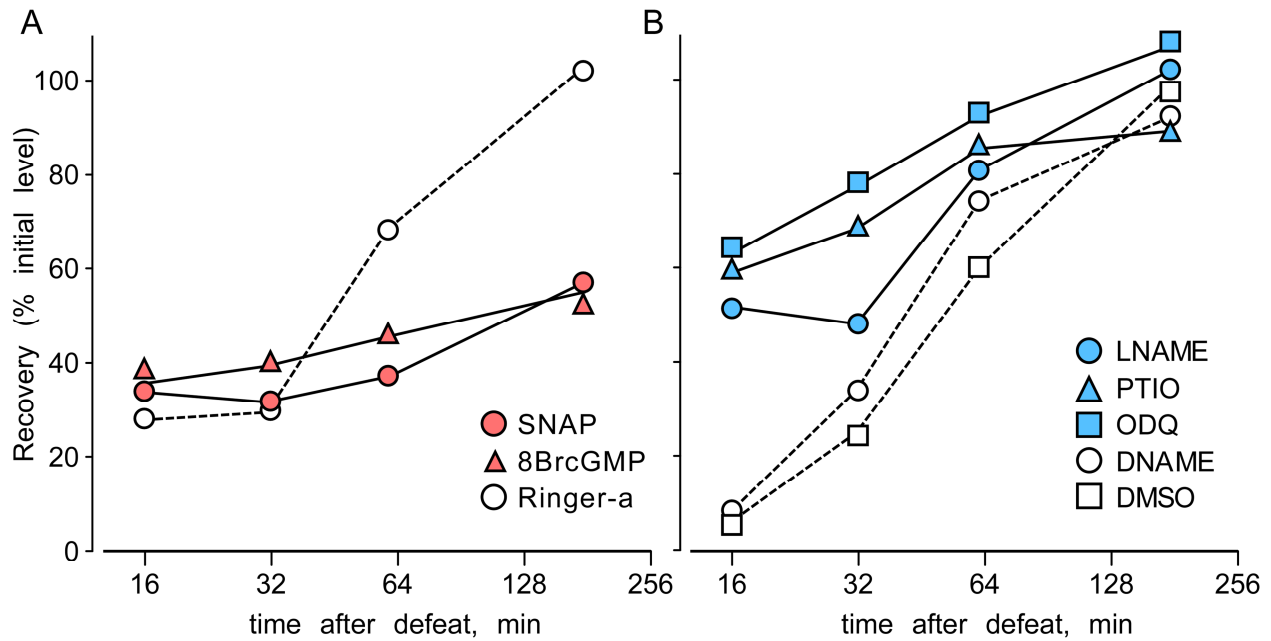 A
Recovery (% initial level)
100
80
60
40
20
0
SNAP
8BrcGMP
Ringer-a
16 32 64 128 256
time after defeat, min
B
LNAME
PTIO
ODQ
DNAME
DMSO
16 32 64 128 256
time after defeat, min